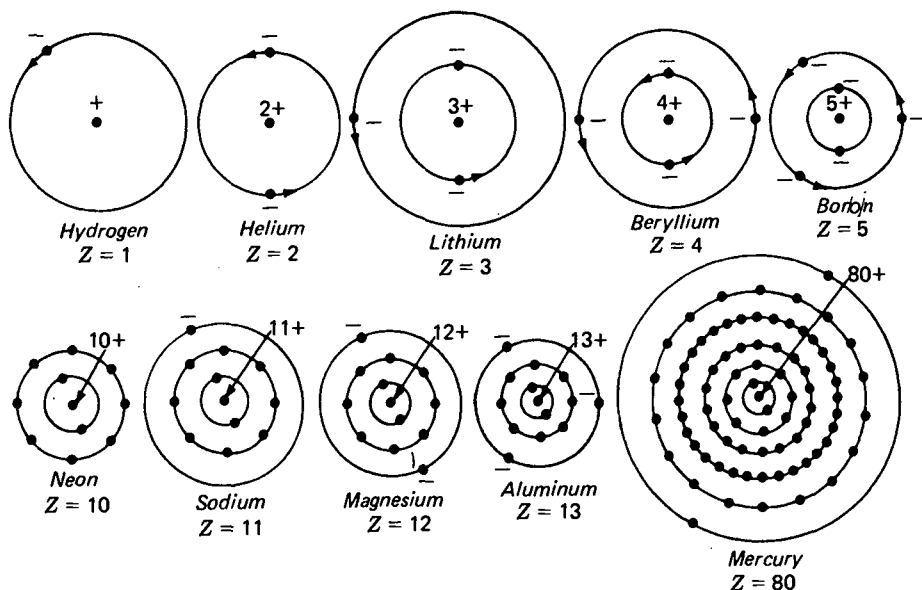 +
2+
3+
4+
5+
Hydrogen
Z = 1
Helium
Z = 2
Lithium
Z = 3
Beryllium
Z = 4
Z = 5
10+
11+
12+
13+
80+
Neon
Z = 10
Sodium
Z = 11
Magnesium
Z = 12
Aluminum
Z = 13
Mercury
Z = 80